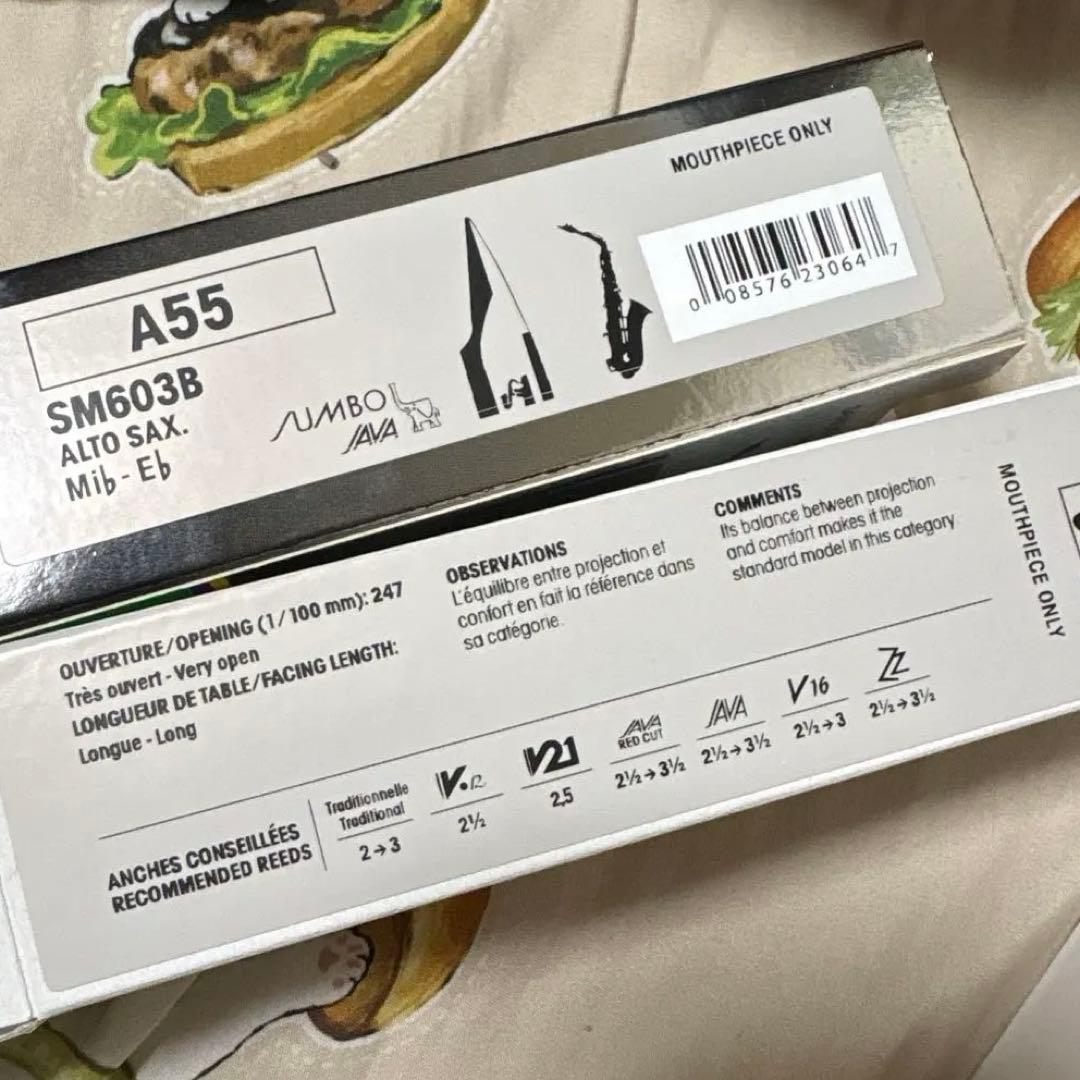 MOUTHPIECE ONLY
A55
SM603B
ALTO SAX.
Mi♭ - E♭
JUMBO
JAVA
0 08576 23064 7
OUVERTURE/OPENING (1/100 mm): 247
Très ouvert - Very open
LONGUEUR DE TABLE/FACING LENGTH:
Longue - Long
OBSERVATIONS
L'équilibre entre projection et
confort en fait la référence dans
sa catégorie.
COMMENTS
Its balance between projection
and comfort makes it the
standard model in this category
MOUTHPIECE ONLY
ANCHES CONSEILLÉES
RECOMMENDED REEDS
Traditionnelle
Traditional
2→3
V•12
2½
V21
2,5
JAVA
RED CUT
2½→3½
JAVA
2½→3½
V16
2½→3
ZZ
2½→3½